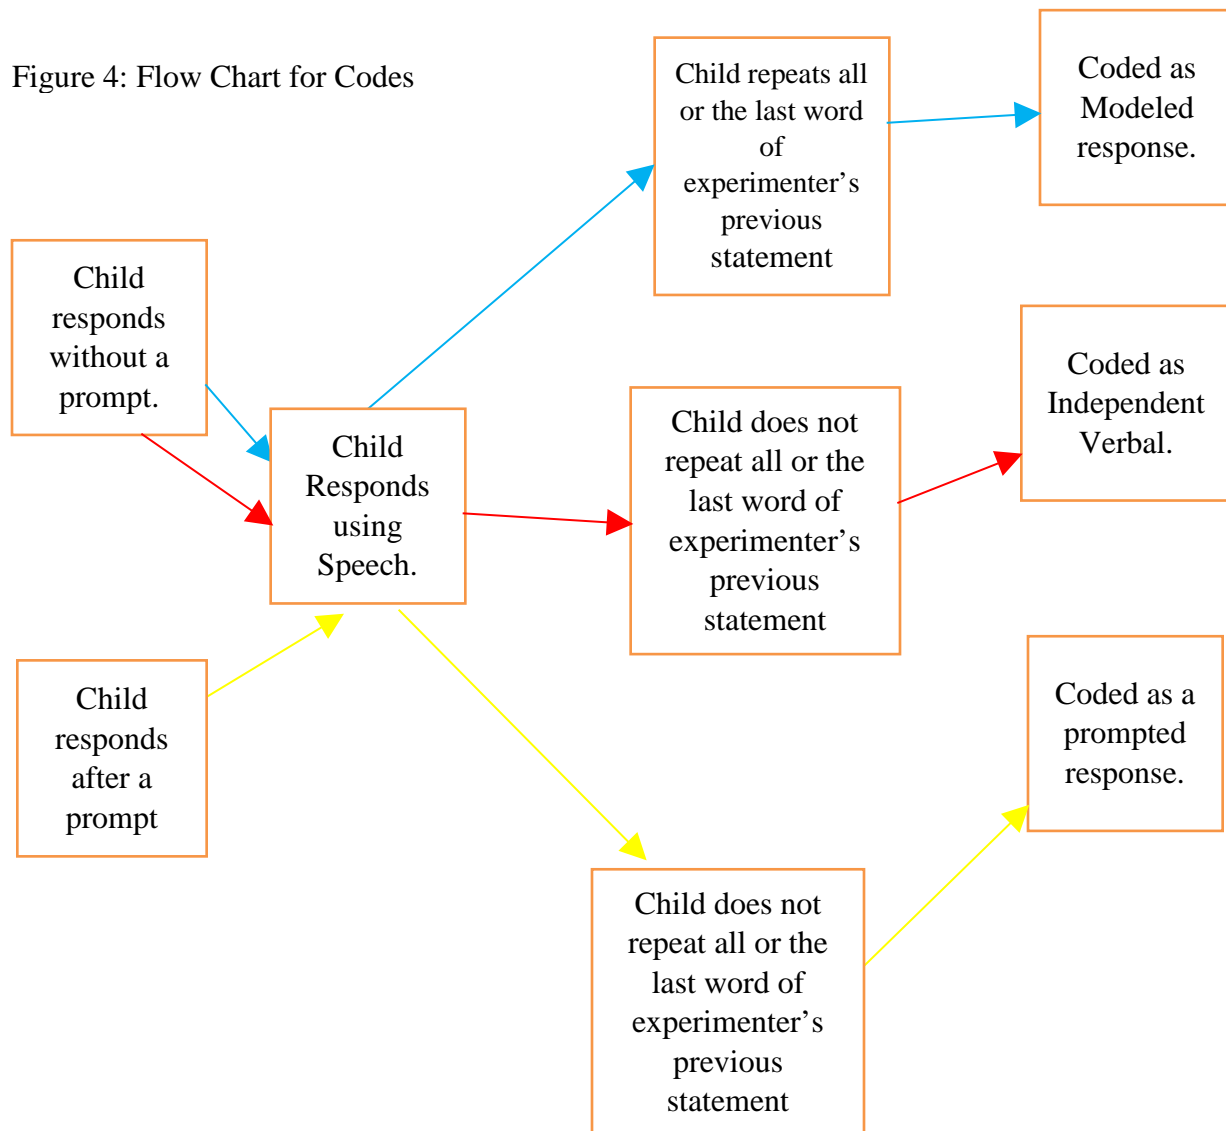 Figure 4: Flow Chart for Codes
Child repeats all
or the last word
of
experimenter’s
previous
statement
Coded as
Modeled
response.
Child
responds
without a
prompt.
Child
Responds
using
Speech.
Child does not
repeat all or the
last word of
experimenter’s
previous
statement
Coded as
Independent
Verbal.
Child
responds
after a
prompt
Coded as a
prompted
response.
Child does not
repeat all or the
last word of
experimenter’s
previous
statement